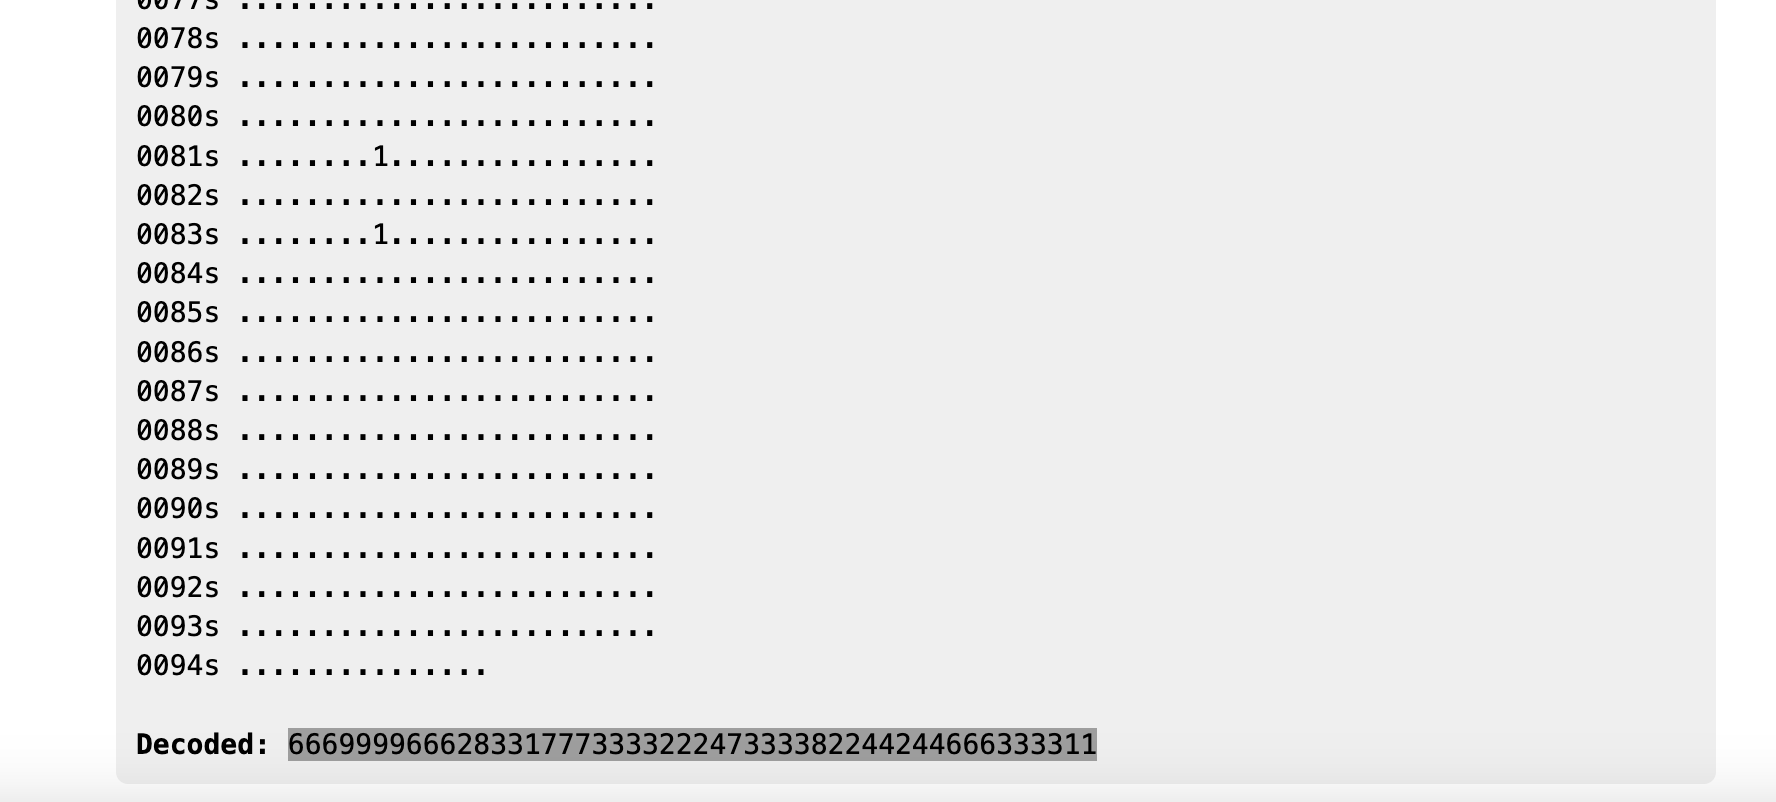 0077s .........................
0078s .........................
0079s .........................
0080s .........................
0081s ........1................
0082s .........................
0083s ........1................
0084s .........................
0085s .........................
0086s .........................
0087s .........................
0088s .........................
0089s .........................
0090s .........................
0091s .........................
0092s .........................
0093s .........................
0094s ...............
Decoded: 666999966628331777333322247333382244244666333311